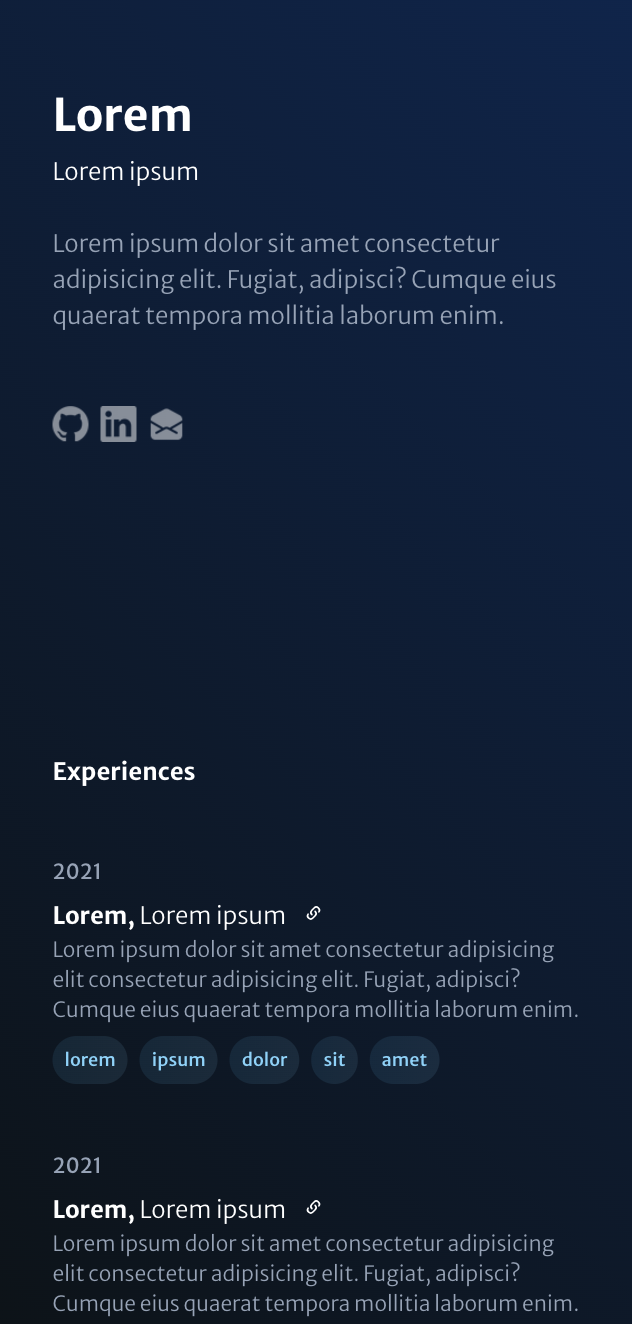 Lorem
Lorem ipsum
Lorem ipsum dolor sit amet consectetur
adipisicing elit. Fugiat, adipisci? Cumque eius
quaerat tempora mollitia laborum enim.
in
Experiences
2021
Lorem, Lorem ipsum
Lorem ipsum dolor sit amet consectetur adipisicing
elit consectetur adipisicing elit. Fugiat, adipisci?
Cumque eius quaerat tempora mollitia laborum enim.
lorem ipsum dolor sit amet
2021
Lorem, Lorem ipsum
Lorem ipsum dolor sit amet consectetur adipisicing
elit consectetur adipisicing elit. Fugiat, adipisci?
Cumque eius quaerat tempora mollitia laborum enim.